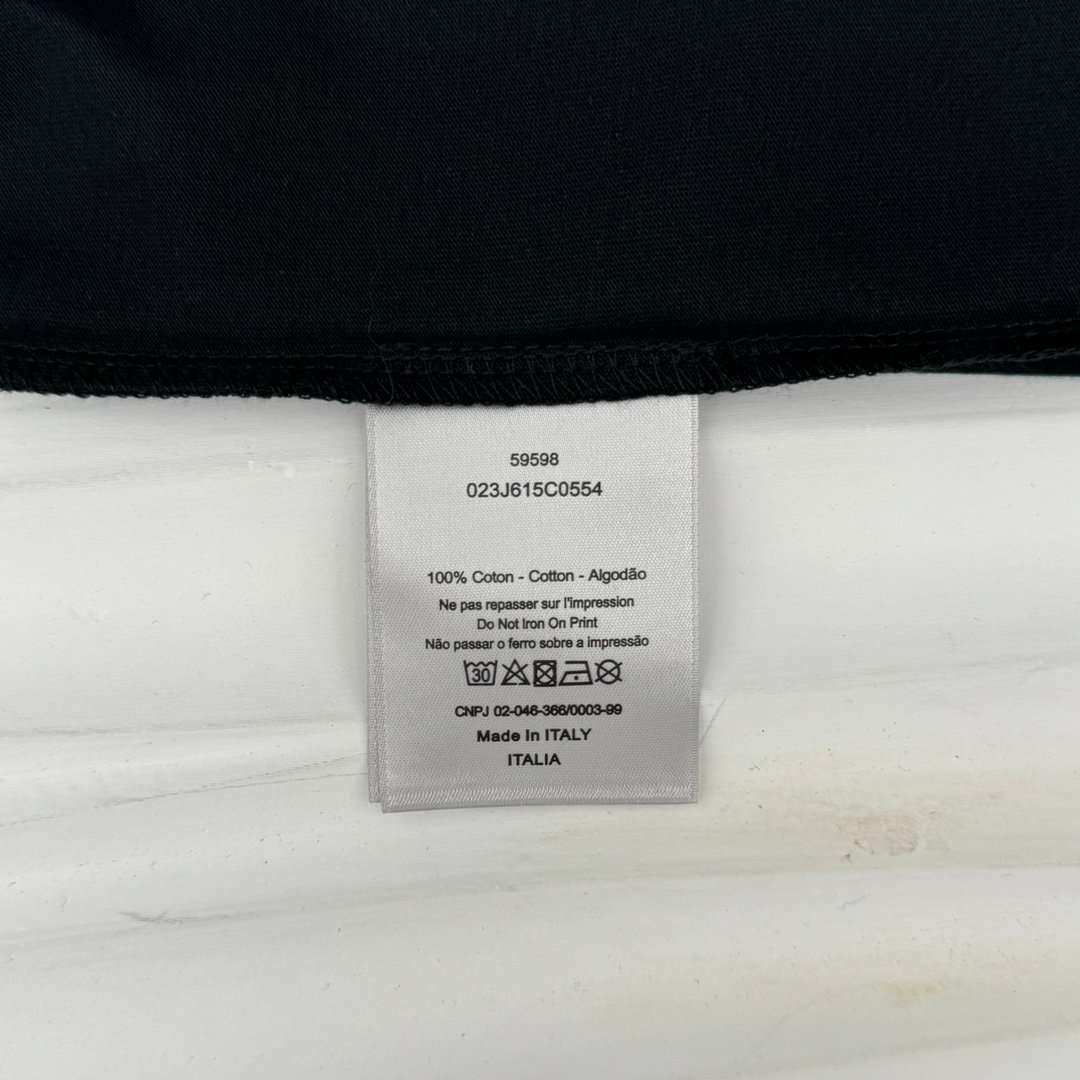 59598
023J615C0554
100% Coton - Cotton - Algodão
Ne pas repasser sur l'impression
Do Not Iron On Print
Não passar o ferro sobre a impressão
30
CNPJ 02-046-366/0003-99
Made In ITALY
ITALIA